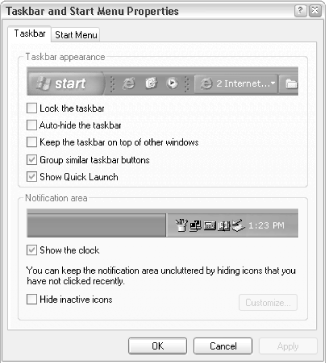 Taskbar and Start Menu Properties
Taskbar
Start Menu
Taskbar appearance
start
2 Internet...
Lock the taskbar
Auto-hide the taskbar
Keep the taskbar on top of other windows
Group similar taskbar buttons
Show Quick Launch
Notification area
1:23 PM
Show the clock
You can keep the notification area uncluttered by hiding icons that you
have not clicked recently.
Hide inactive icons
Customize...
OK
Cancel
Apply